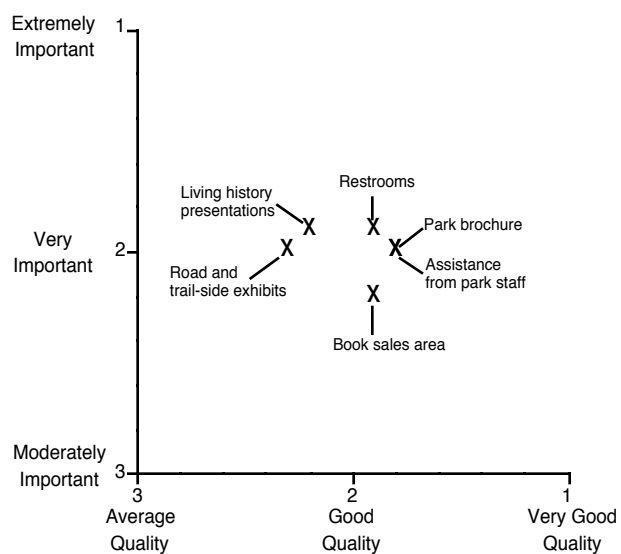 Extremely
Important
1
Restrooms
Living history
presentations
X
X
Park brochure
Very
Important
2
X
X
Road and
trail-side exhibits
Assistance
from park staff
X
Book sales area
Moderately
Important
3
3
2
1
Average
Quality
Good
Quality
Very Good
Quality